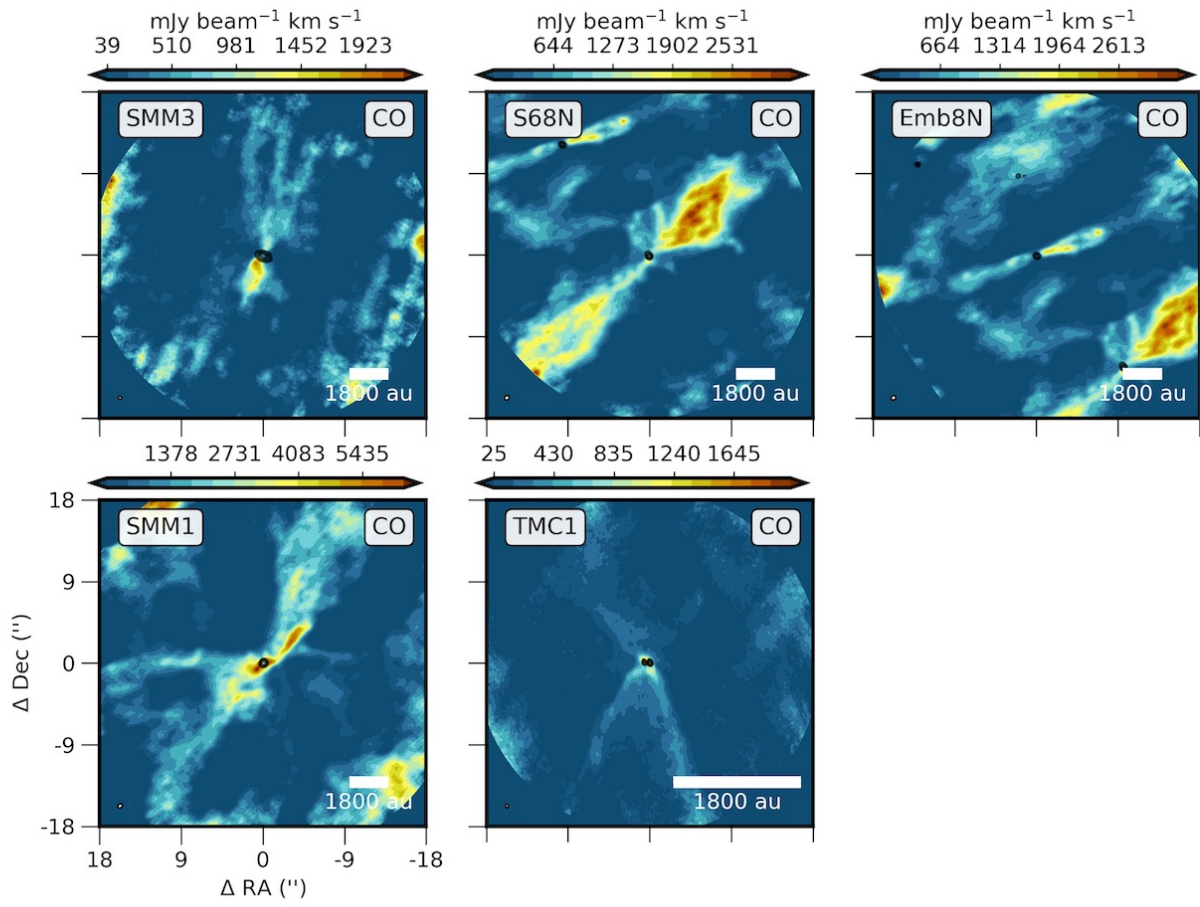 mJy beam⁻¹ km s⁻¹ mJy beam⁻¹ km s⁻¹ mJy beam⁻¹ km s⁻¹
39 510 981 1452 1923 644 1273 1902 2531 664 1314 1964 2613
SMM3 CO S68N CO Emb8N CO
1800 au 1800 au 1800 au
1378 2731 4083 5435 25 430 835 1240 1645
18
SMM1 CO TMC1 CO
9
0
Δ Dec ('')
-9
1800 au 1800 au
-18
18 9 0 -9 -18
Δ RA ('')